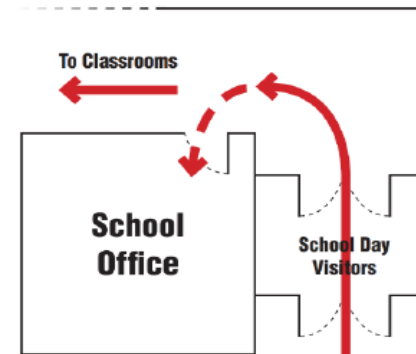 To Classrooms
School
Office
School Day
Visitors